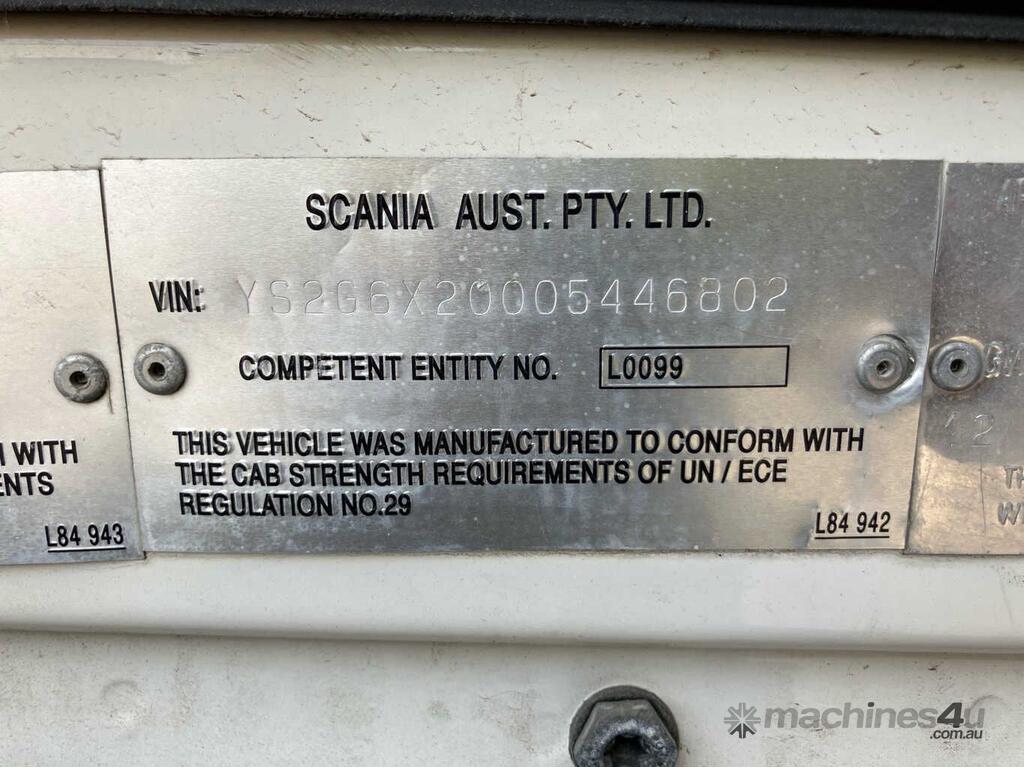 SCANIA AUST. PTY. LTD.
VIN: YS2G6X20005446802
COMPETENT ENTITY NO. L0099
THIS VEHICLE WAS MANUFACTURED TO CONFORM WITH
THE CAB STRENGTH REQUIREMENTS OF UN / ECE
REGULATION NO.29
L84 942
WITH
ENTS
L84 943
12
machines4u
.com.au